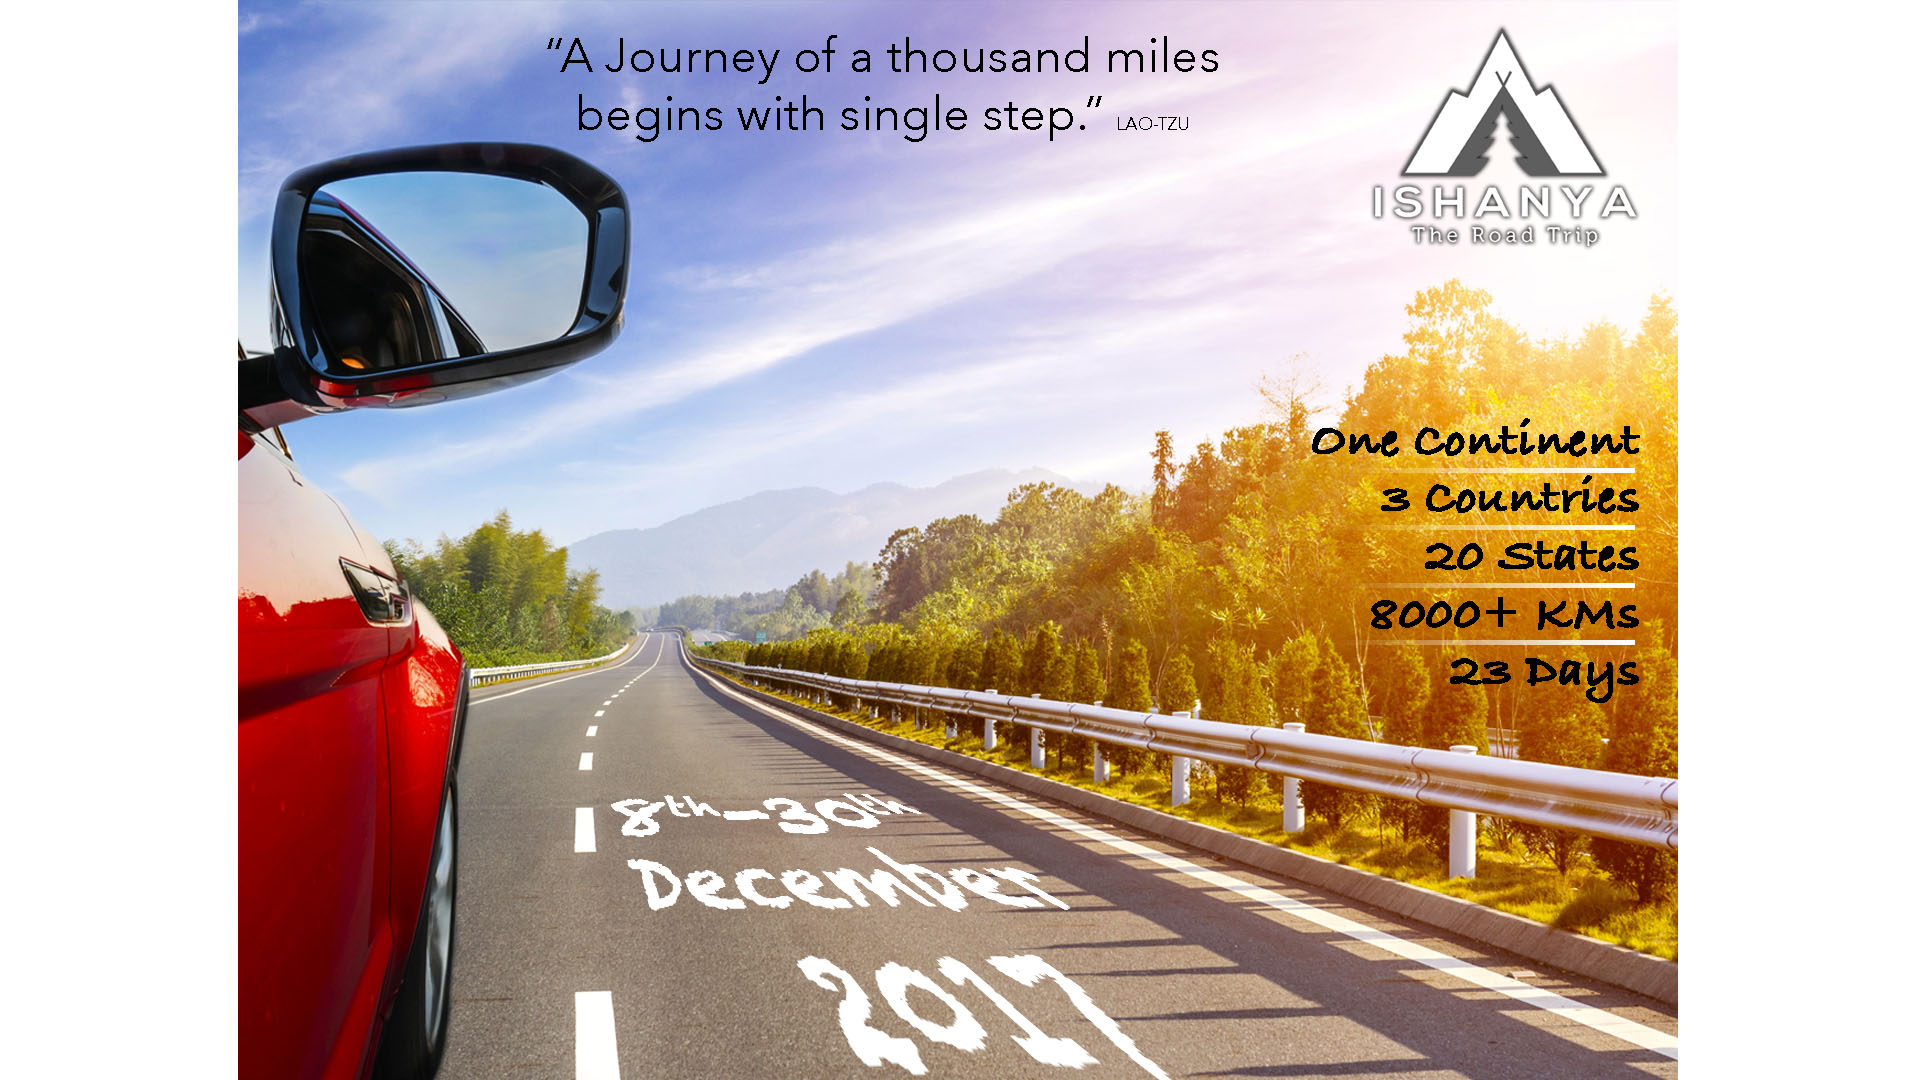 “A Journey of a thousand miles
begins with single step.” LAO-TZU
ISHANYA
The Road Trip
One Continent
3 Countries
20 States
8000+ KMs
23 Days
8th-30th
December
2017